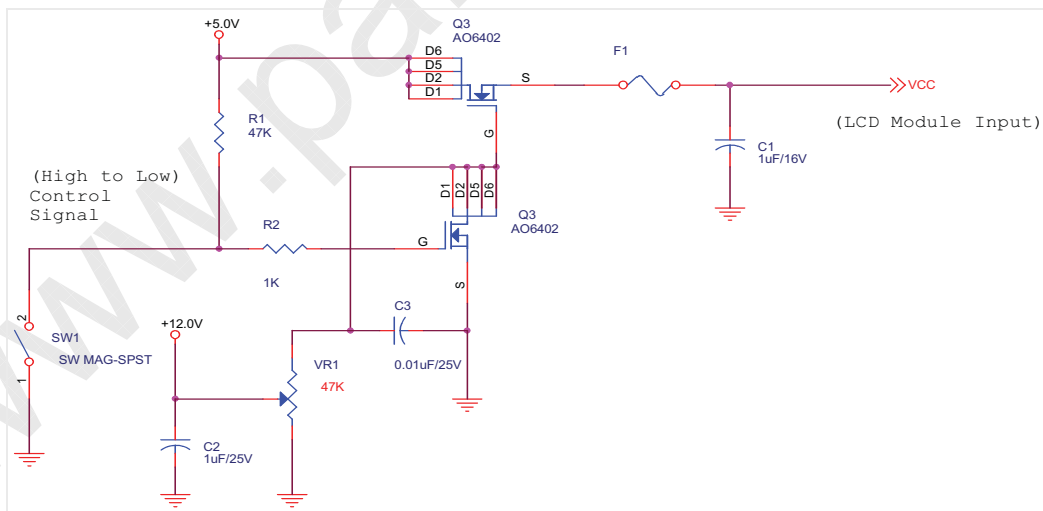 +5.0V
Q3
AO6402
F1
D6
D5
D2
D1
S
VCC
R1
47K
G
(LCD Module Input)
C1
1uF/16V
(High to Low)
Control
Signal
D1
D2
D5
D6
Q3
AO6402
R2
G
1K
S
C3
0.01uF/25V
+12.0V
2
SW1
SW MAG-SPST
1
VR1
47K
C2
1uF/25V
www.pa